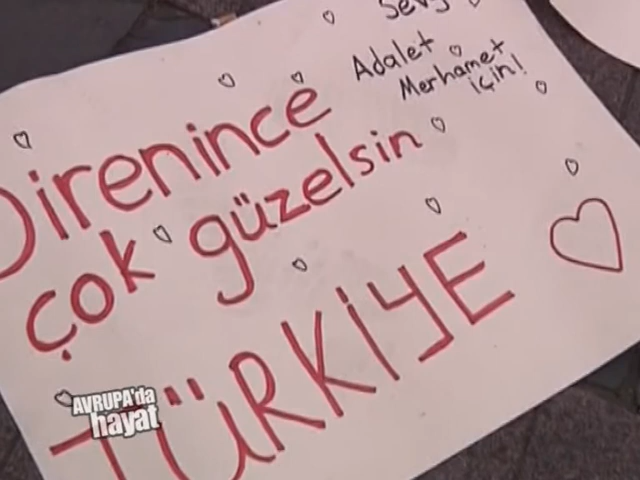 Adalet
Merhamet
için!
Direnince
çok güzelsin
TÜRKİYE
AVRUPA'da
hayat